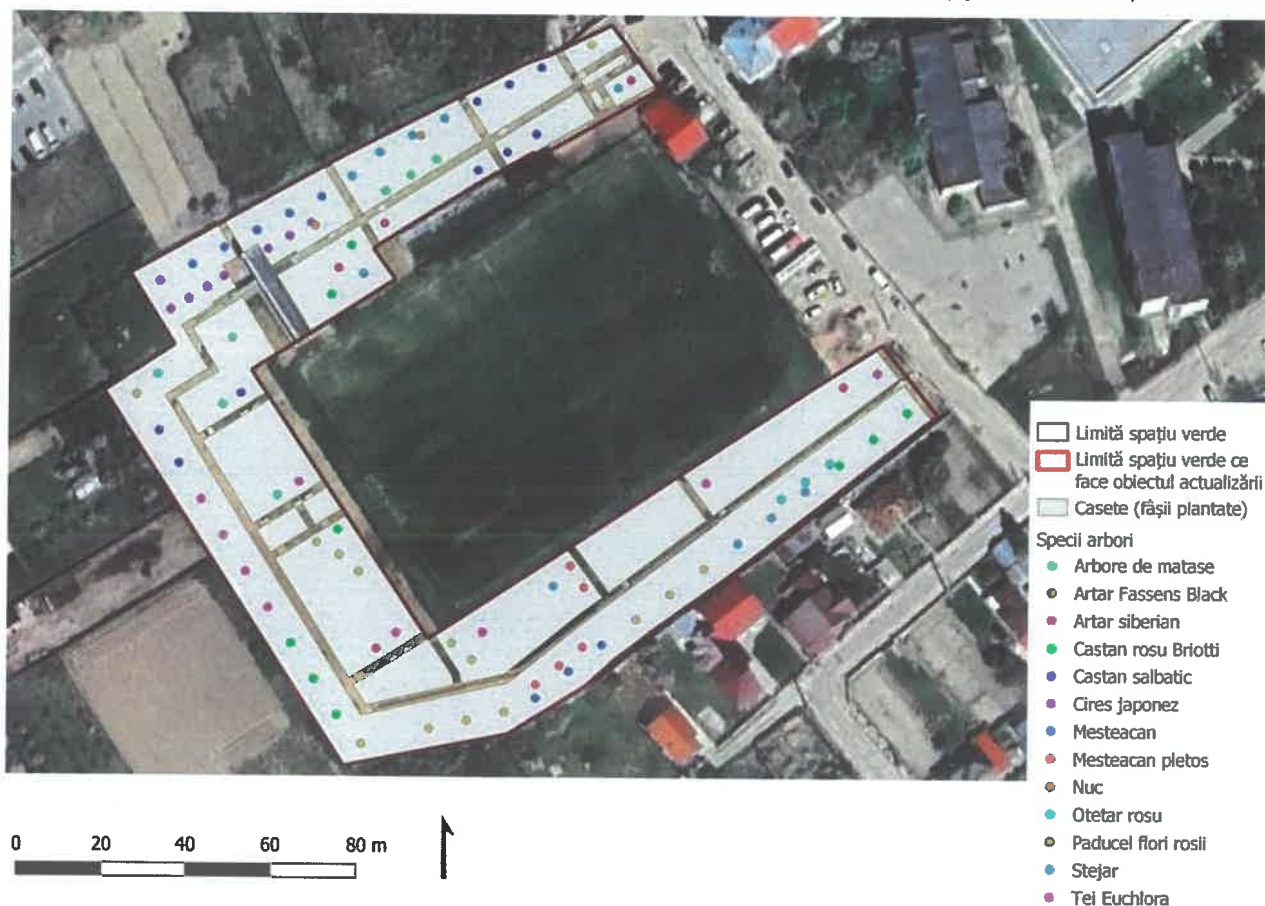 Limită spațiu verde
Limită spațiu verde ce
face obiectul actualizării
Casete (fâșii plantate)
Specii arbori
Arbore de matase
Artar Fassens Black
Artar siberian
Castan rosu Briotti
Castan salbatic
Cires japonez
Mesteacan
Mesteacan pletos
Nuc
Otetar rosu
Paducel flori rosii
Stejar
Tei Euchlora
0 20 40 60 80 m